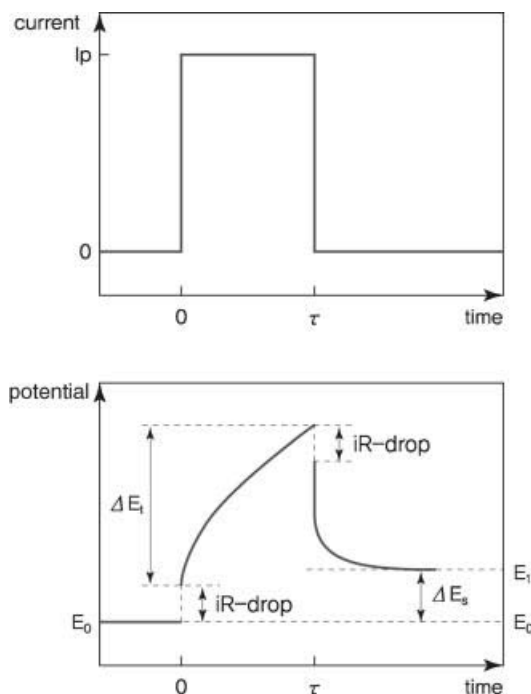 current
Ip
0
0
τ
time
potential
iR-drop
ΔEt
E1
ΔEs
iR-drop
E0
E0
0
τ
time